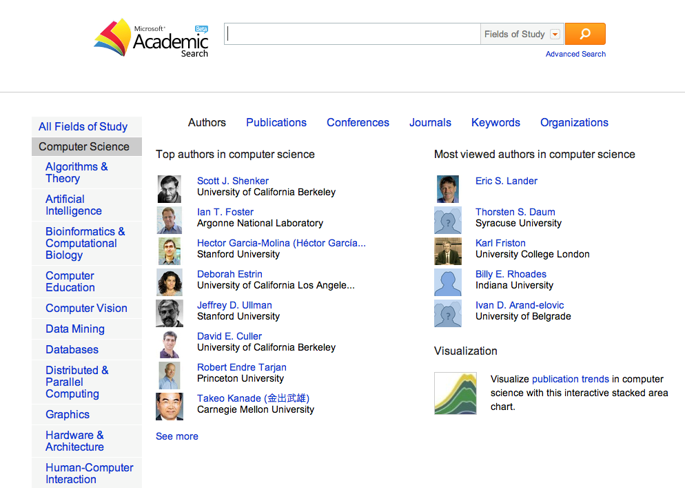 Microsoft® Beta
Academic
Search
Fields of Study
Advanced Search
Authors Publications Conferences Journals Keywords Organizations
All Fields of Study
Computer Science
Algorithms &
Theory
Artificial
Intelligence
Bioinformatics &
Computational
Biology
Computer
Education
Computer Vision
Data Mining
Databases
Distributed &
Parallel
Computing
Graphics
Hardware &
Architecture
Human-Computer
Interaction
Top authors in computer science
Scott J. Shenker
University of California Berkeley
Ian T. Foster
Argonne National Laboratory
Hector Garcia-Molina (Héctor García...
Stanford University
Deborah Estrin
University of California Los Angele...
Jeffrey D. Ullman
Stanford University
David E. Culler
University of California Berkeley
Robert Endre Tarjan
Princeton University
Takeo Kanade (金出武雄)
Carnegie Mellon University
See more
Most viewed authors in computer science
Eric S. Lander
Thorsten S. Daum
Syracuse University
Karl Friston
University College London
Billy E. Rhoades
Indiana University
Ivan D. Arand-elovic
University of Belgrade
Visualization
Visualize publication trends in computer
science with this interactive stacked area
chart.